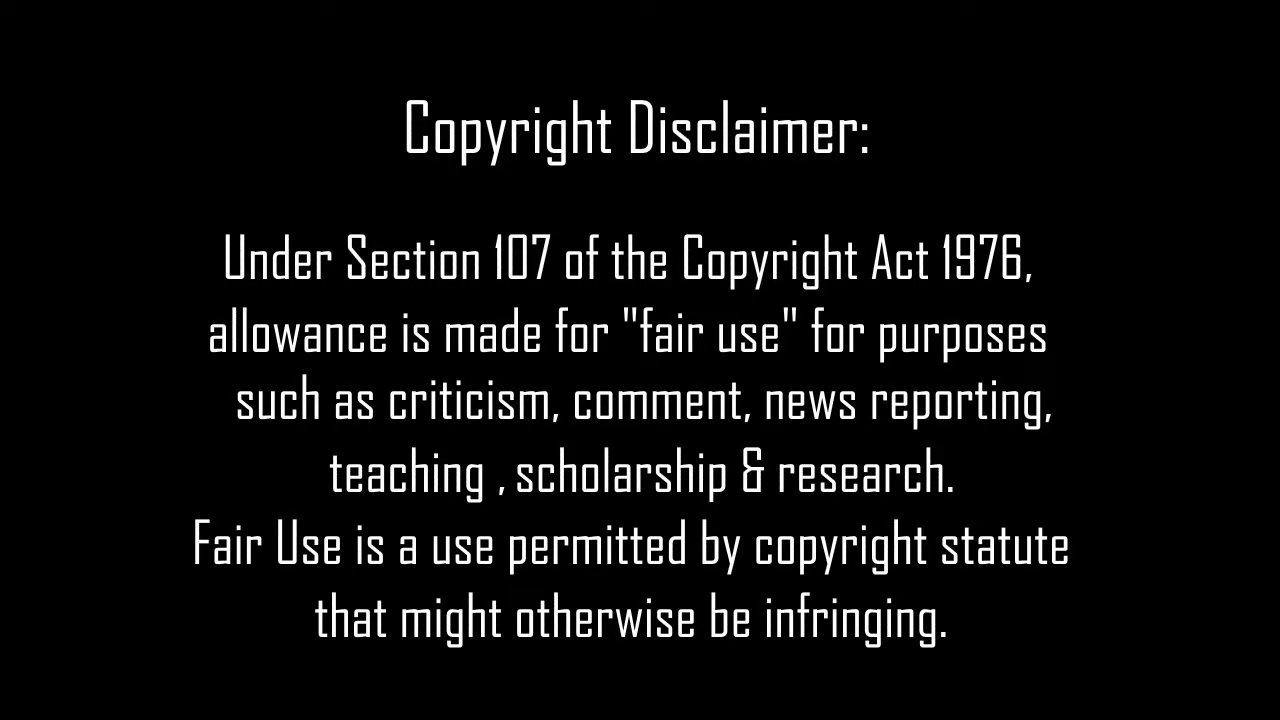 Copyright Disclaimer:
Under Section 107 of the Copyright Act 1976,
allowance is made for "fair use" for purposes
such as criticism, comment, news reporting,
teaching , scholarship & research.
Fair Use is a use permitted by copyright statute
that might otherwise be infringing.